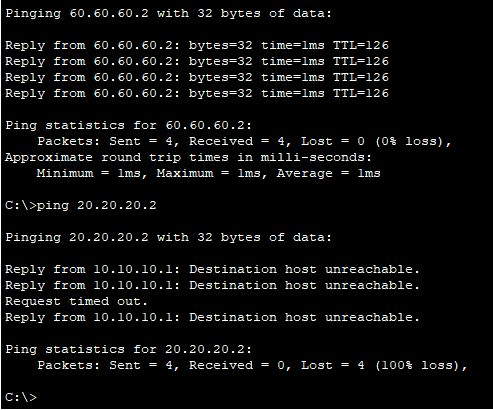 Pinging 60.60.60.2 with 32 bytes of data:
Reply from 60.60.60.2: bytes=32 time=1ms TTL=126
Reply from 60.60.60.2: bytes=32 time=1ms TTL=126
Reply from 60.60.60.2: bytes=32 time=1ms TTL=126
Reply from 60.60.60.2: bytes=32 time=1ms TTL=126
Ping statistics for 60.60.60.2:
Packets: Sent = 4, Received = 4, Lost = 0 (0% loss),
Approximate round trip times in milli-seconds:
Minimum = 1ms, Maximum = 1ms, Average = 1ms
C:\>ping 20.20.20.2
Pinging 20.20.20.2 with 32 bytes of data:
Reply from 10.10.10.1: Destination host unreachable.
Reply from 10.10.10.1: Destination host unreachable.
Request timed out.
Reply from 10.10.10.1: Destination host unreachable.
Ping statistics for 20.20.20.2:
Packets: Sent = 4, Received = 0, Lost = 4 (100% loss),
C:\>